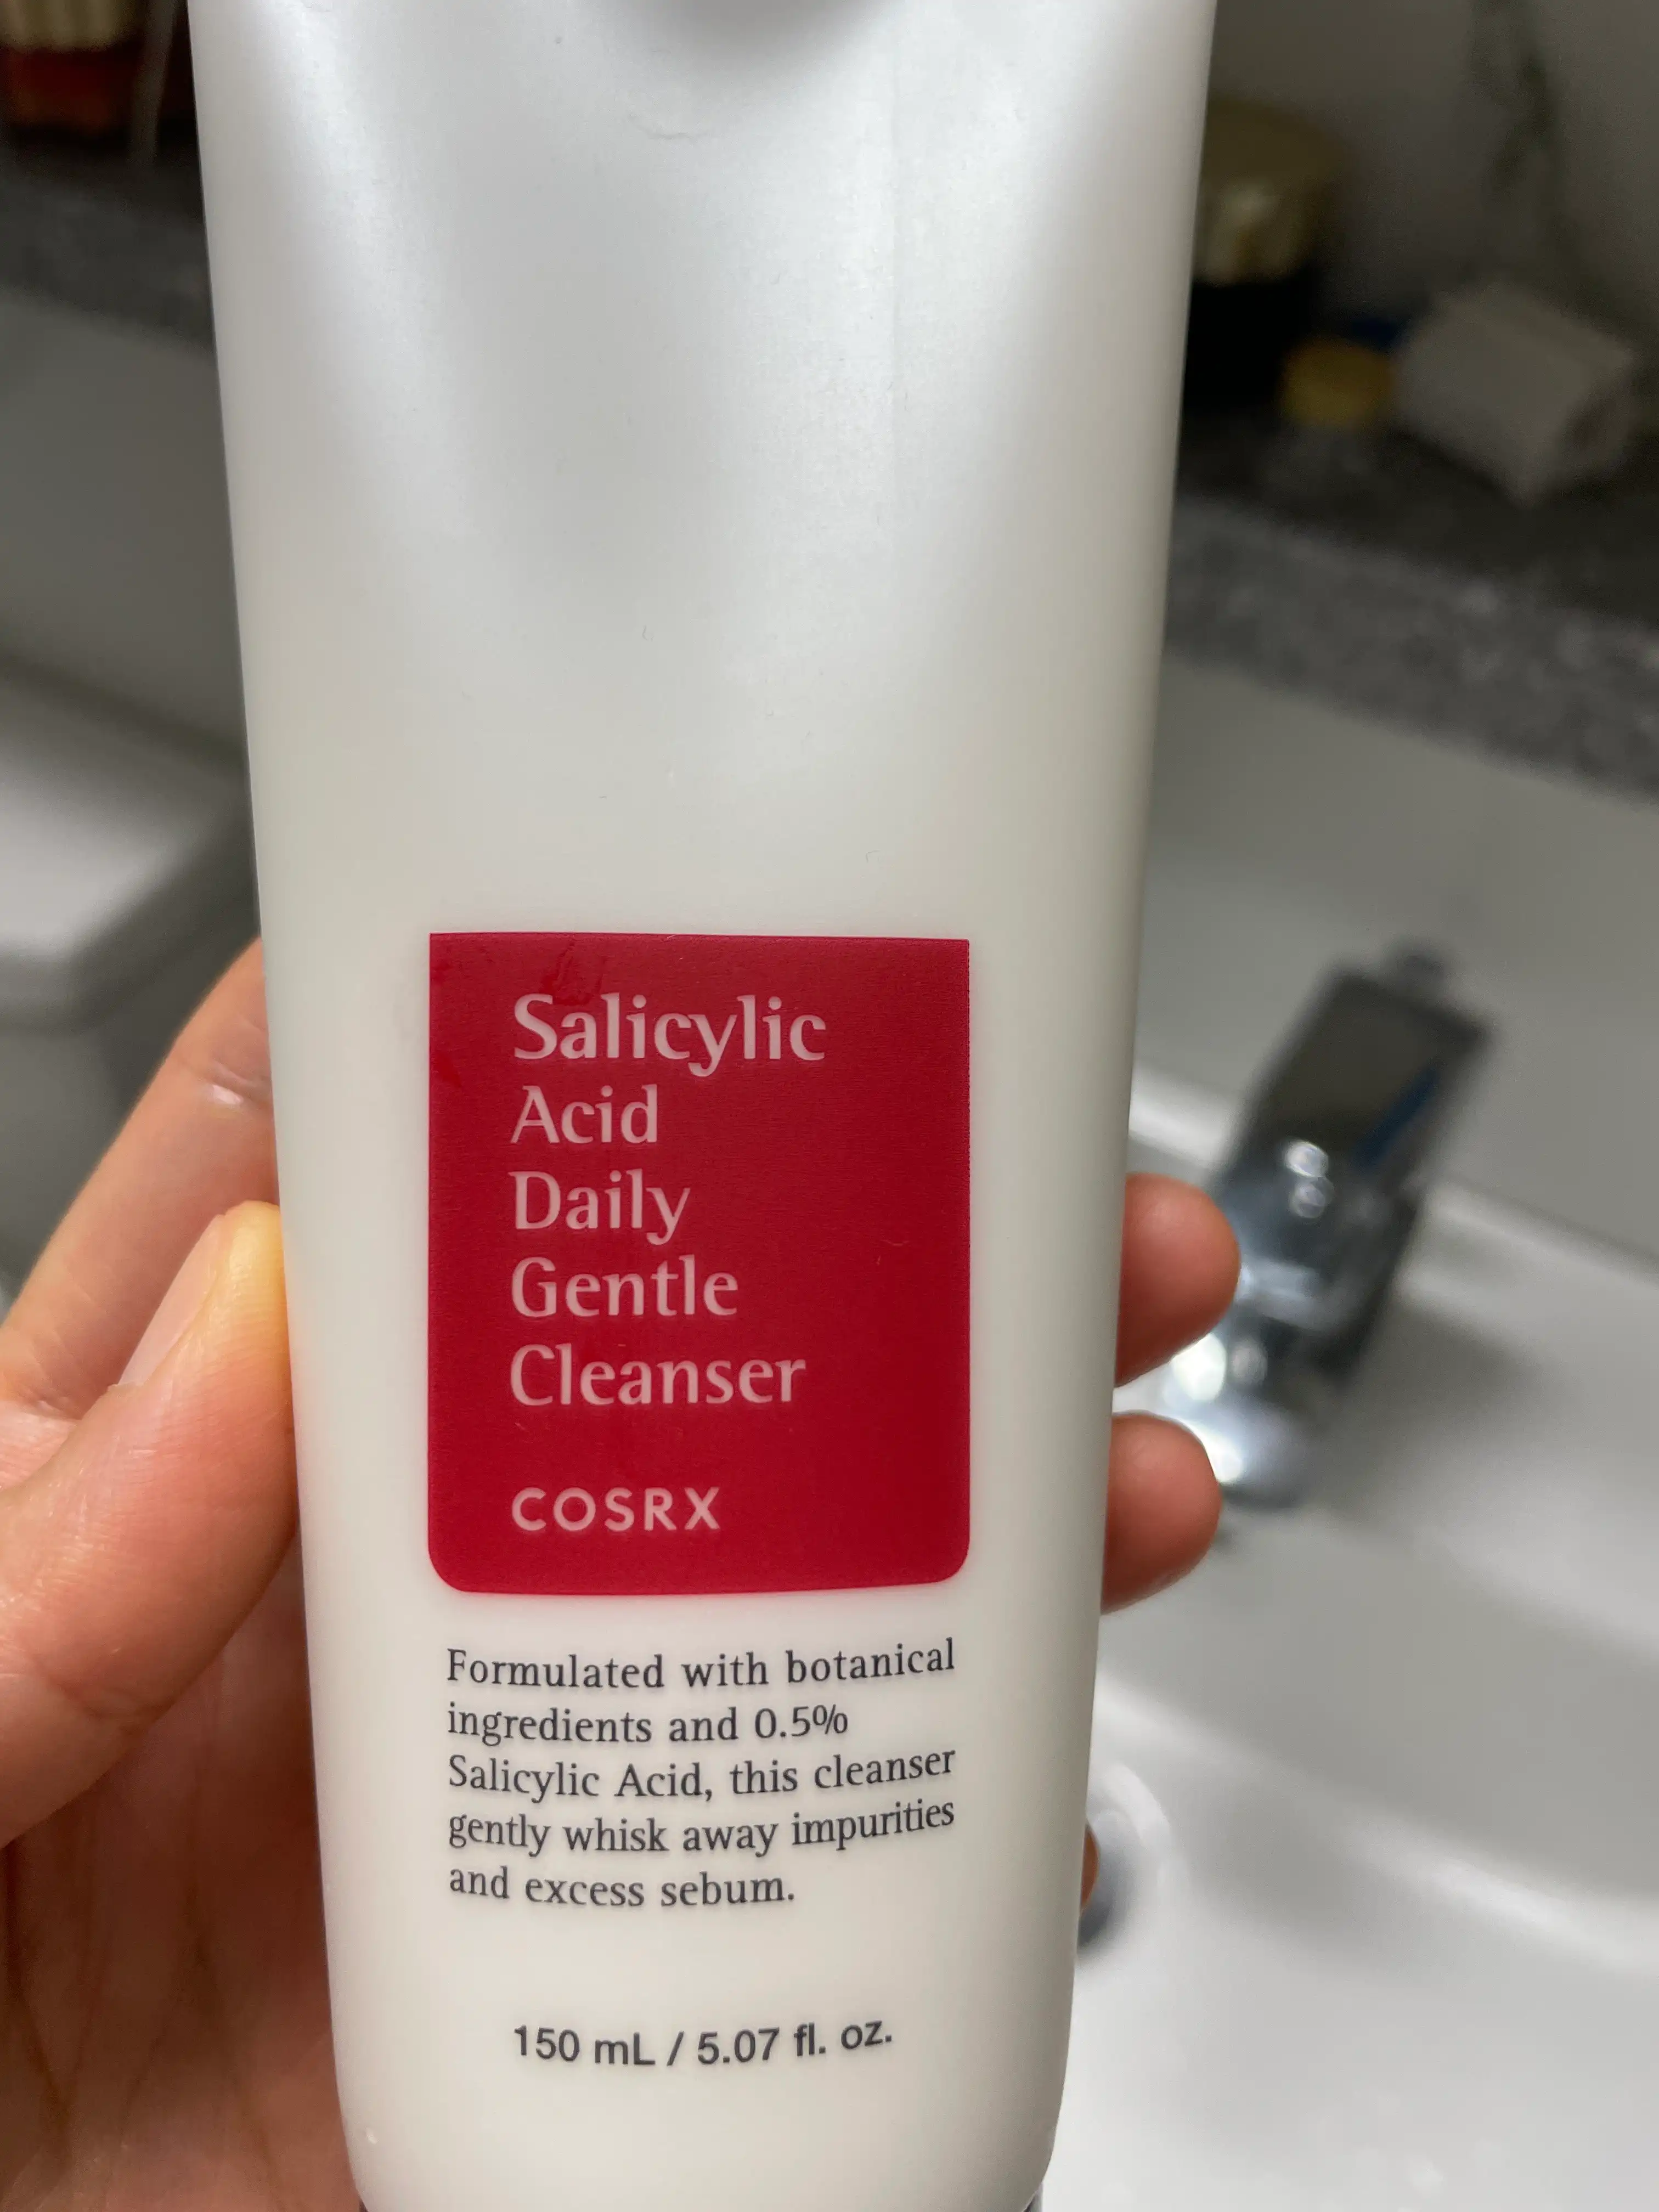 Salicylic
Acid
Daily
Gentle
Cleanser
COSRX
Formulated with botanical
ingredients and 0.5%
Salicylic Acid, this cleanser
gently whisk away impurities
and excess sebum.
150 mL / 5.07 fl. oz.